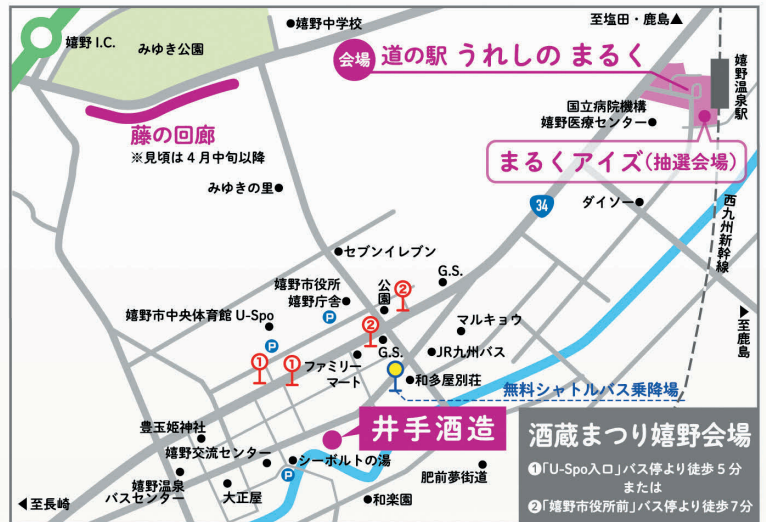 嬉野I.C.
みゆき公園
嬉野中学校
至塩田・鹿島▲
会場 道の駅 うれしの まるく
嬉野温泉駅
国立病院機構
嬉野医療センター
まるくアイズ(抽選会場)
藤の回廊
※見頃は4月中旬以降
みゆきの里
34
ダイソー
西九州新幹線
セブンイレブン
G.S.
嬉野市役所
嬉野庁舎
公園
②
P
嬉野市中央体育館 U-Spo
マルキョウ
▶至鹿島
②
P
G.S.
JR九州バス
①
①
ファミリー
マート
和多屋別荘
無料シャトルバス乗降場
井手酒造
豊玉姫神社
嬉野交流センター
シーボルトの湯
P
嬉野温泉
バスセンター
大正屋
肥前夢街道
和楽園
◀至長崎
酒蔵まつり嬉野会場
❶「U-Spo入口」バス停より徒歩5分
または
❷「嬉野市役所前」バス停より徒歩7分